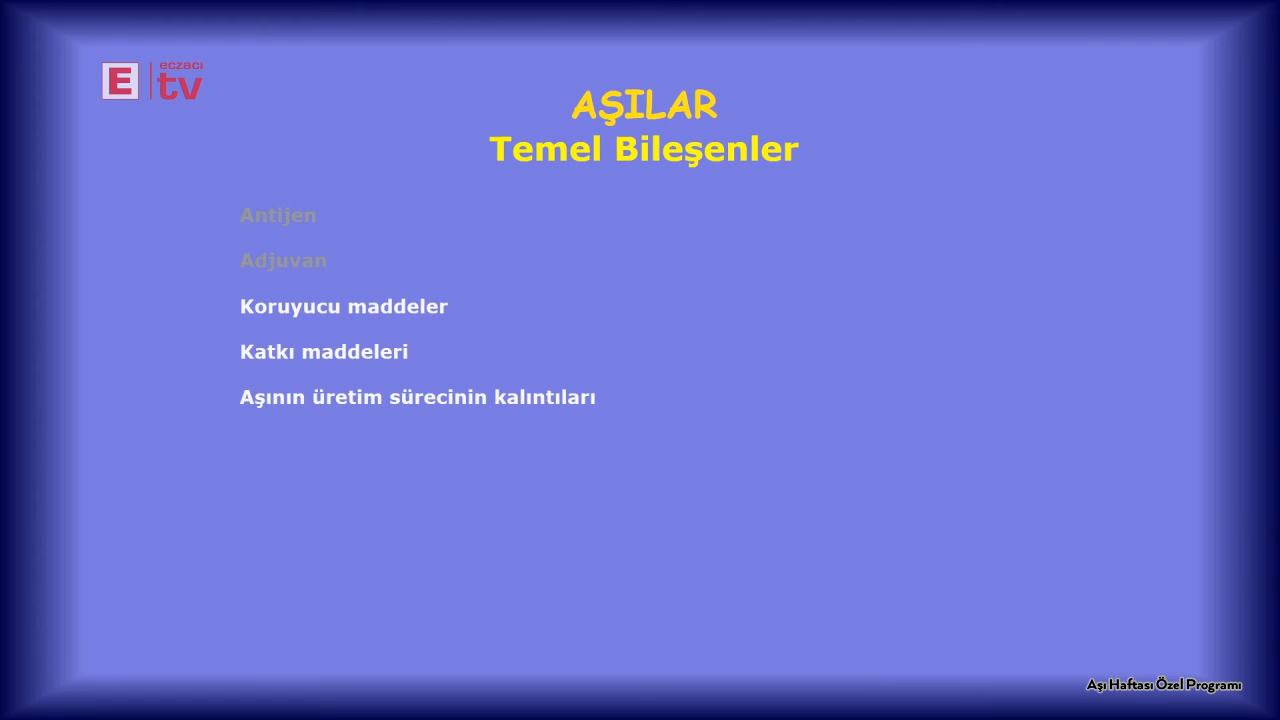 E eczacı tv
AŞILAR
Temel Bileşenler
Antijen
Adjuvan
Koruyucu maddeler
Katkı maddeleri
Aşının üretim sürecinin kalıntıları
Aşı Haftası Özel Programı